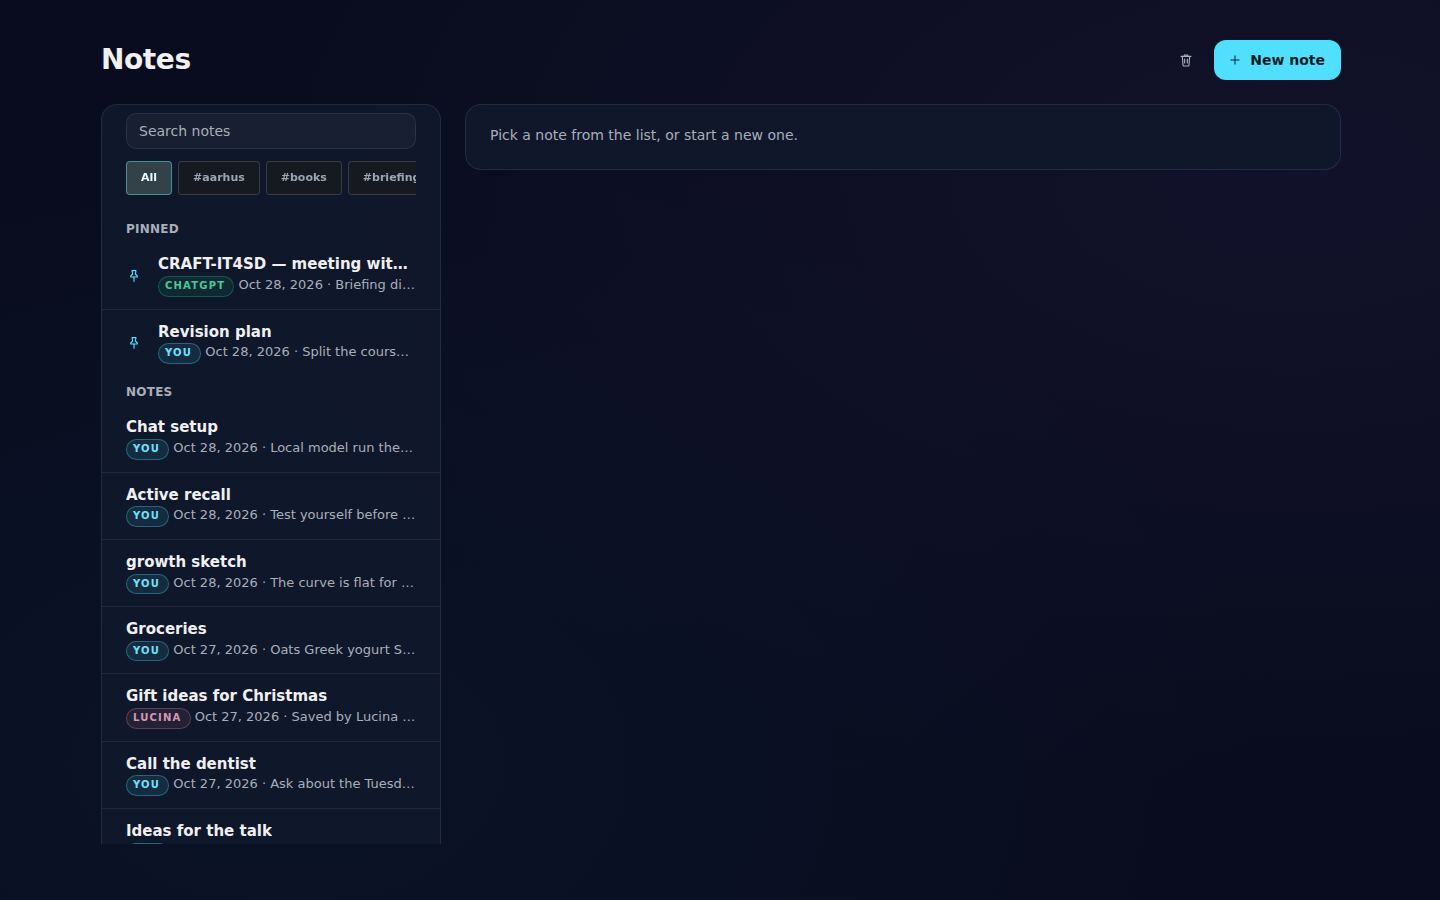 Notes
New note
Search notes
All
#aarhus
#books
#briefing
PINNED
CRAFT-IT4SD — meeting wit…
CHATGPT Oct 28, 2026 · Briefing di…
Revision plan
YOU Oct 28, 2026 · Split the cours…
NOTES
Chat setup
YOU Oct 28, 2026 · Local model run the…
Active recall
YOU Oct 28, 2026 · Test yourself before …
growth sketch
YOU Oct 28, 2026 · The curve is flat for …
Groceries
YOU Oct 27, 2026 · Oats Greek yogurt S…
Gift ideas for Christmas
LUCINA Oct 27, 2026 · Saved by Lucina …
Call the dentist
YOU Oct 27, 2026 · Ask about the Tuesd…
Ideas for the talk
Pick a note from the list, or start a new one.